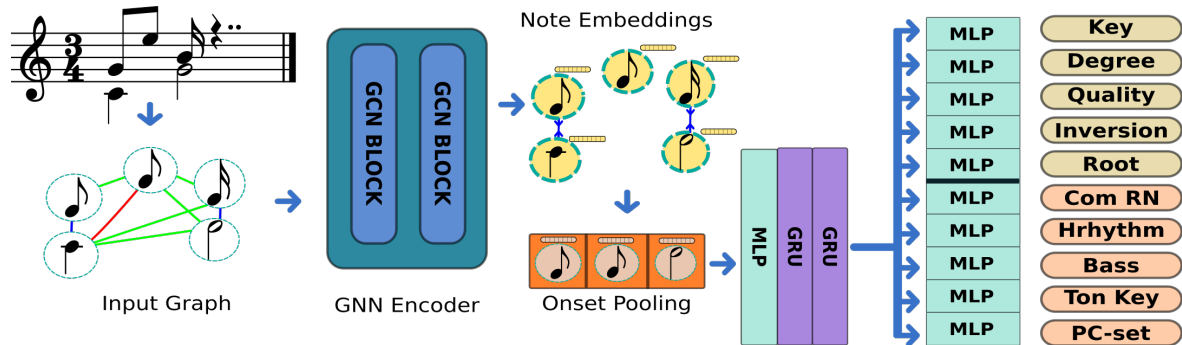 3
4
Input Graph
GCN BLOCK
GCN BLOCK
GNN Encoder
Note Embeddings
Onset Pooling
MLP
GRU
GRU
MLP
MLP
MLP
MLP
MLP
MLP
MLP
MLP
MLP
MLP
Key
Degree
Quality
Inversion
Root
Com RN
Hrhythm
Bass
Ton Key
PC-set